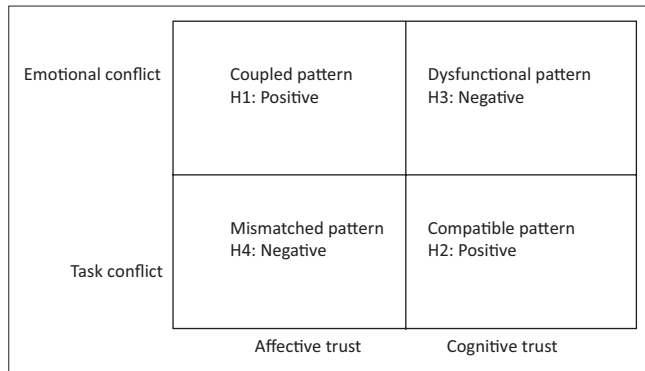 Emotional conflict
Coupled pattern
H1: Positive
Dysfunctional pattern
H3: Negative
Task conflict
Mismatched pattern
H4: Negative
Compatible pattern
H2: Positive
Affective trust
Cognitive trust